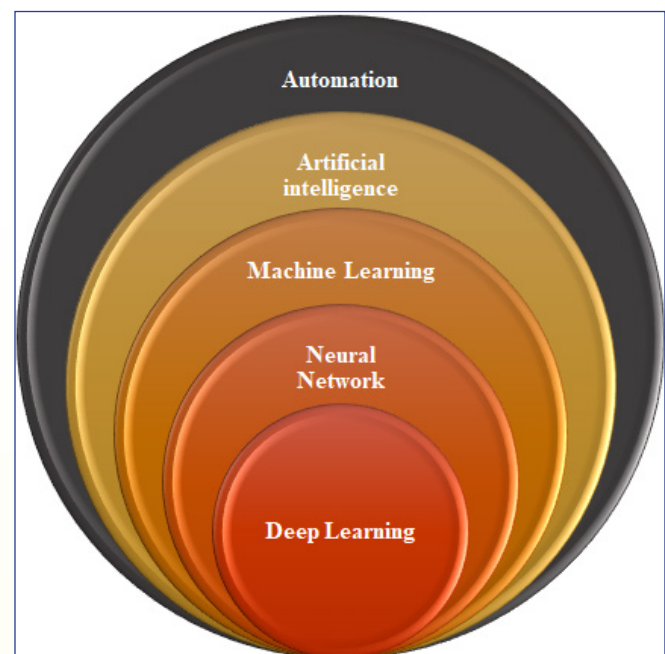 Automation
Artificial
intelligence
Machine Learning
Neural
Network
Deep Learning